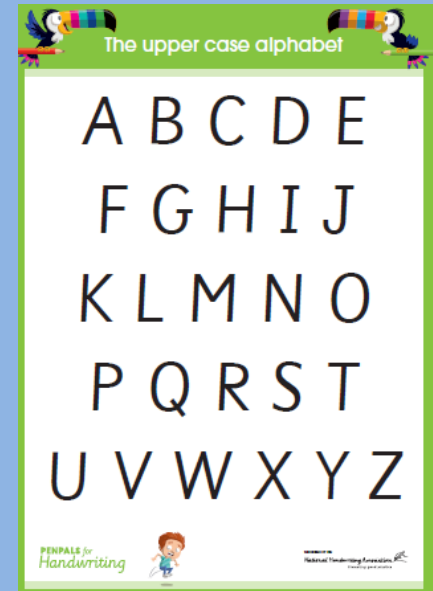 The upper case alphabet
A B C D E
F G H I J
K L M N O
P Q R S T
U V W X Y Z
PENPALS for
Handwriting
National Handwriting Association